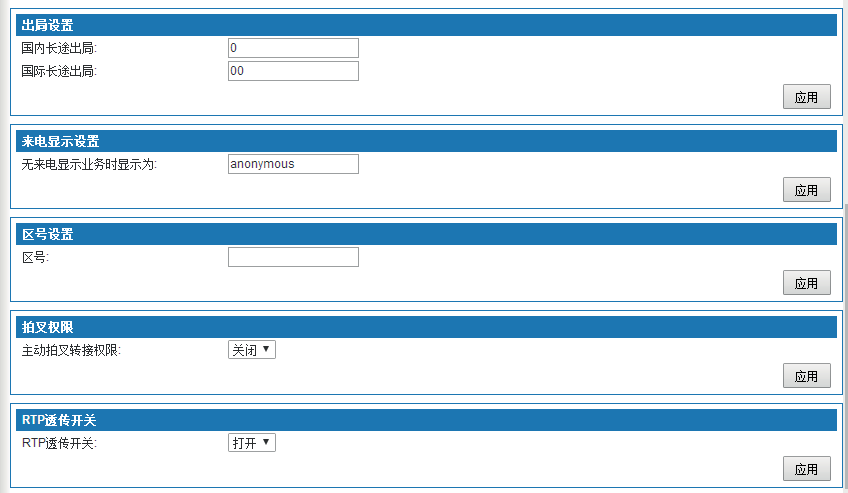 出局设置
国内长途出局: 0
国际长途出局: 00
应用
来电显示设置
无来电显示业务时显示为: anonymous
应用
区号设置
区号:
应用
拍叉权限
主动拍叉转接权限: 关闭
应用
RTP透传开关
RTP透传开关: 打开
应用